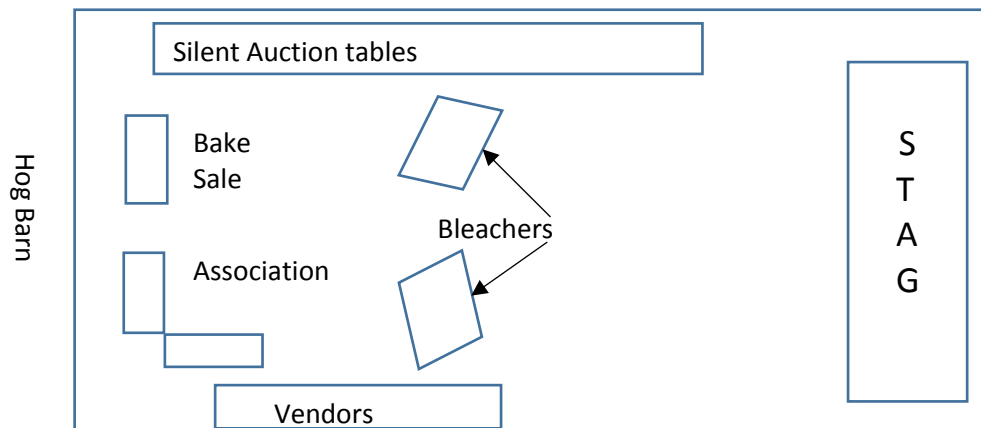 Silent Auction tables
Bake
Sale
Hog Barn
Bleachers
Association
Vendors
S
T
A
G